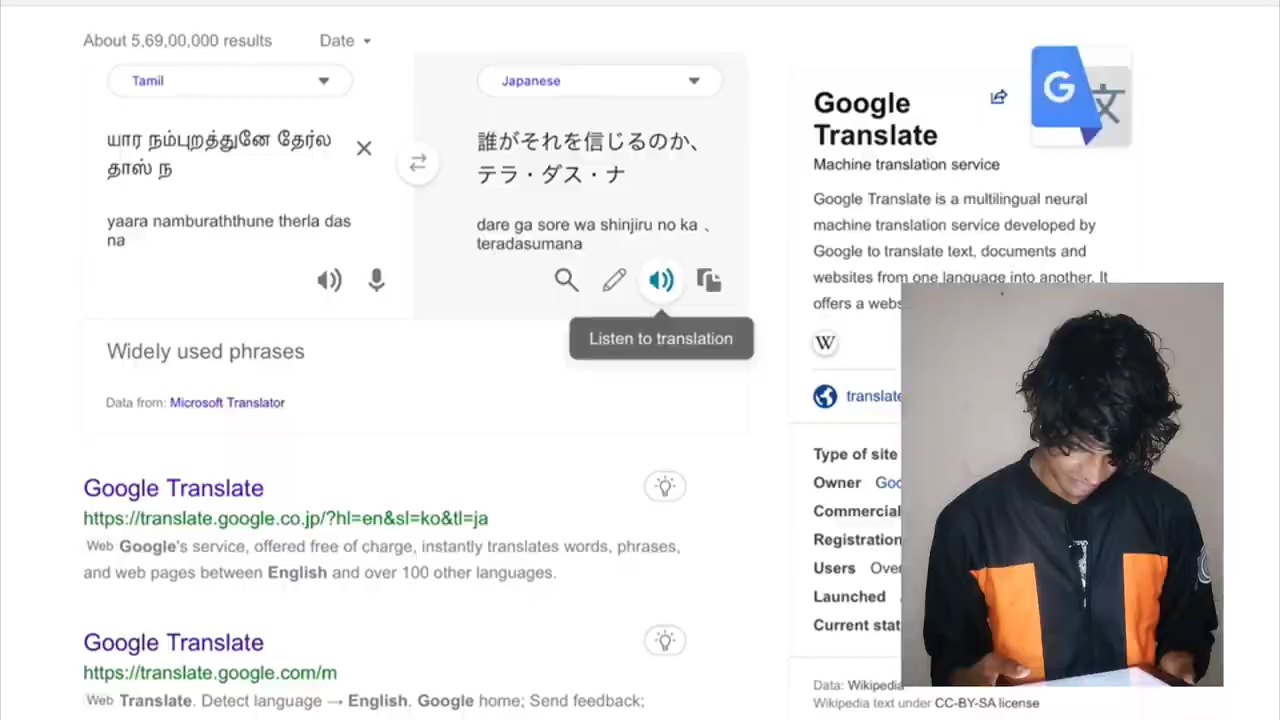 About 5,69,00,000 results
Date
Tamil
யார நம்புறத்துனே தேர்ல
தாஸ் ந
yaara namburaththune therla das
na
Japanese
誰がそれを信じるのか、
テラ・ダス・ナ
dare ga sore wa shinjiru no ka 、
teradasumana
Listen to translation
Widely used phrases
Data from: Microsoft Translator
Google Translate
https://translate.google.co.jp/?hl=en&sl=ko&tl=ja
Web Google's service, offered free of charge, instantly translates words, phrases,
and web pages between English and over 100 other languages.
Google Translate
https://translate.google.com/m
Web Translate. Detect language → English. Google home; Send feedback;
Google
Translate
G
文
Machine translation service
Google Translate is a multilingual neural
machine translation service developed by
Google to translate text, documents and
websites from one language into another. It
offers a webs
W
translate
Type of site
Owner Goo
Commercial
Registration
Users Over
Launched
Current stat
Data: Wikipedia
Wikipedia text under CC-BY-SA license